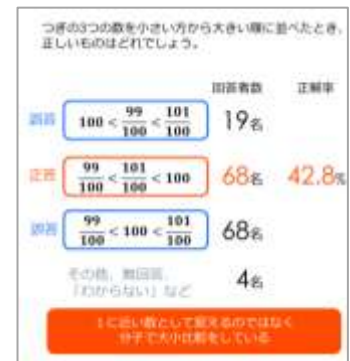 つぎの3つの数を小さい方から大きい順に並べたとき、
正しいものはどれでしょう。
回答者数 正解率
誤答 100 < 99/100 < 101/100 19名
正答 99/100 < 101/100 < 100 68名 42.8%
誤答 99/100 < 100 < 101/100 68名
その他、無回答、
「わからない」など 4名
1に近い数として捉えるのではなく
分子で大小比較をしている